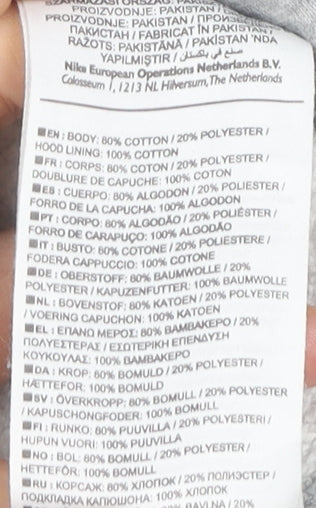 PROIZVODNJE: PAKISTAN /
PROIZVODNJE: PAKISTAN /
ПАКИСТАН / FABRICAT ÎN PAKISTAN /
RAŽOTS: PAKISTĀNĀ / PAKİSTAN 'NDA
YAPILMIŞTIR / صنع في باكستان
Nike European Operations Netherlands B.V.
Colosseum 1, 1213 NL Hilversum, The Netherlands
EN : BODY: 80% COTTON / 20% POLYESTER /
HOOD LINING: 100% COTTON
FR : CORPS: 80% COTON / 20% POLYESTER /
DOUBLURE DE CAPUCHE: 100% COTON
ES : CUERPO: 80% ALGODON / 20% POLIESTER /
FORRO DE LA CAPUCHA: 100% ALGODON
PT : CORPO: 80% ALGODÃO / 20% POLIÉSTER /
FORRO DE CARAPUÇO: 100% ALGODÃO
IT : BUSTO: 80% COTONE / 20% POLIESTERE /
FODERA CAPPUCCIO: 100% COTONE
DE : OBERSTOFF: 80% BAUMWOLLE / 20%
POLYESTER / KAPUZENFUTTER: 100% BAUMWOLLE
NL : BOVENSTOF: 80% KATOEN / 20% POLYESTER
/ VOERING CAPUCHON: 100% KATOEN
EL : ΕΠΑΝΩ ΜΕΡΟΣ: 80% ΒΑΜΒΑΚΕΡΟ / 20%
ΠΟΛΥΕΣΤΕΡΑΣ / ΕΣΩΤΕΡΙΚΗ ΕΠΕΝΔΥΣΗ
ΚΟΥΚΟΥΛΑΣ: 100% ΒΑΜΒΑΚΕΡΟ
DA : KROP: 80% BOMULD / 20% POLYESTER /
HÆTTEFOR: 100% BOMULD
SV : ÖVERKROPP: 80% BOMULL / 20% POLYESTER
/ KAPUSCHONGFODER: 100% BOMULL
FI : RUNKO: 80% PUUVILLA / 20% POLYESTERI /
HUPUN VUORI: 100% PUUVILLA
NO : BOL: 80% BOMULL / 20% POLYESTER /
HETTEFÔR: 100% BOMULL
RU : КОРСАЖ: 80% ХЛОПОК / 20% ПОЛИЭСТЕР /
ПОДКЛАДКА КАПЮШОНА: 100% ХЛОПОК